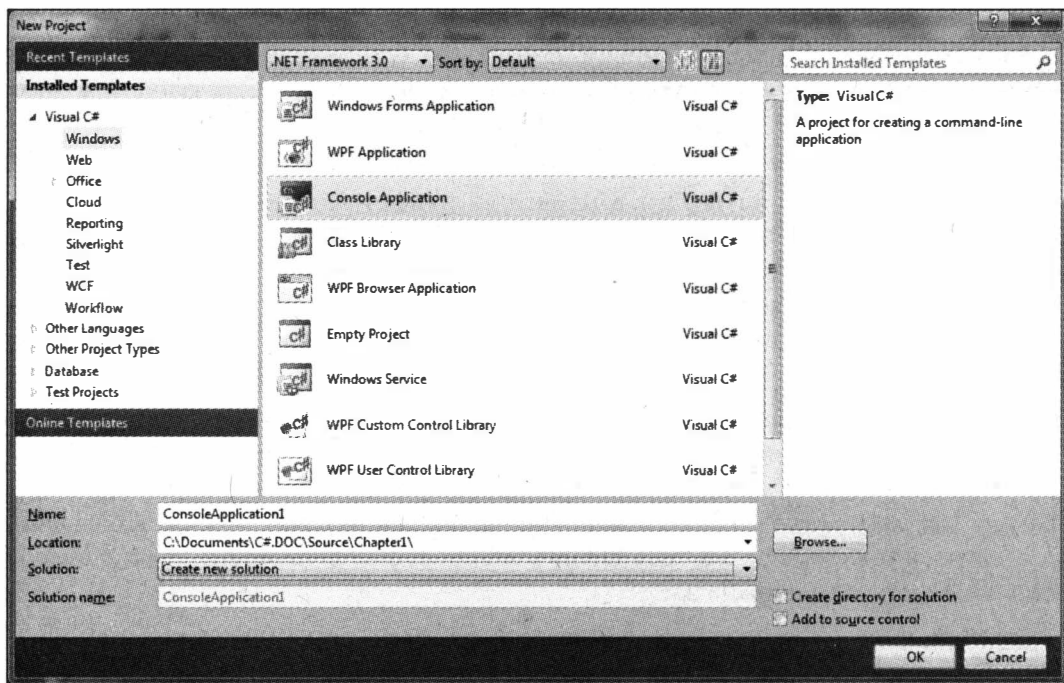 New Project
Recent Templates
.NET Framework 3.0 Sort by: Default
Search Installed Templates
Installed Templates
Visual C#
Windows
Web
Office
Cloud
Reporting
Silverlight
Test
WCF
Workflow
Other Languages
Other Project Types
Database
Test Projects
Online Templates
Windows Forms Application Visual C#
WPF Application Visual C#
Console Application Visual C#
Class Library Visual C#
WPF Browser Application Visual C#
Empty Project Visual C#
Windows Service Visual C#
WPF Custom Control Library Visual C#
WPF User Control Library Visual C#
Type: Visual C#
A project for creating a command-line
application
Name: ConsoleApplication1
Location: C:\Documents\C#.DOC\Source\Chapter1\
Browse...
Solution: Create new solution
Solution name: ConsoleApplication1
Create directory for solution
Add to source control
OK Cancel